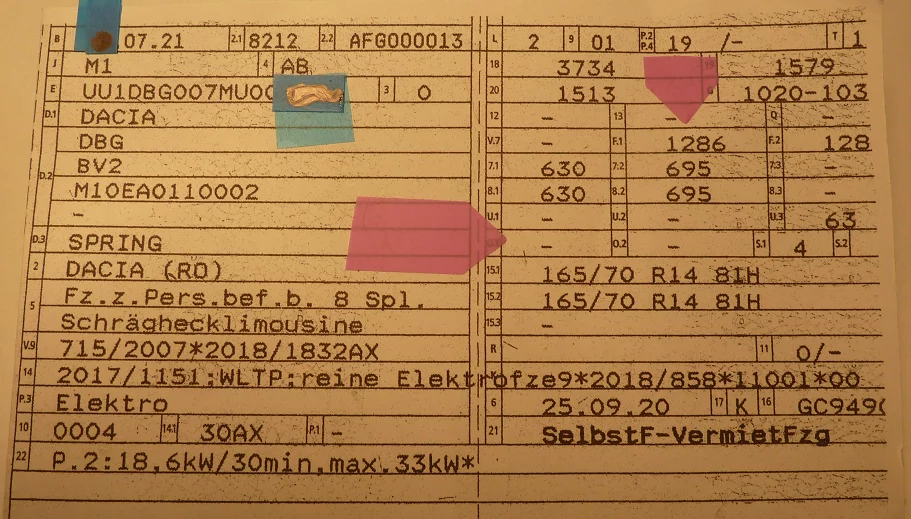 B 07.21 2.1 8212 2.2 AFG000013
J M1 4 AB
E 3 0
D.1 DACIA
DBG
D.2 BV2
M10EA0110002
-
D.3 SPRING
2 DACIA (RO)
5 Fz.z.Pers.bef.b. 8 Spl.
Schräghecklimousine
V.9 715/2007*2018/1832AX
14 2017/1151;WLTP;reine Elektrofze9*2018/858*11001*00
P.3 Elektro
10 0004 14.1 30AX P.1 -
22 P.2:18,6kW/30min,max.33kW*
L 2 9 01 P.2 P.4 19 /- T 1
18 3734 19 1579
20 1513 G 1020-103
12 - 13 - Q -
V.7 - F.1 1286 F.2 128
7.1 630 7.2 695 7.3 -
8.1 630 8.2 695 8.3 -
U.1 - U.2 - U.3 63
- O.2 - S.1 4 S.2
15.1 165/70 R14 81H
15.2 165/70 R14 81H
15.3 -
R 11 0/-
6 25.09.20 17 K 16
21 SelbstF-VermietFzg